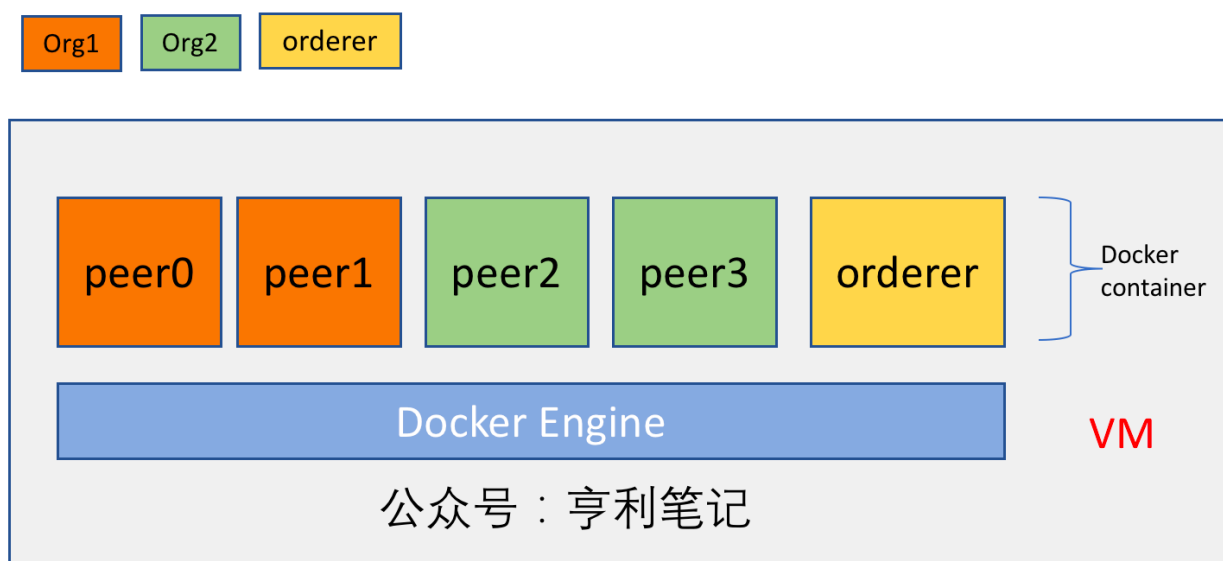 Org1
Org2
orderer
peer0
peer1
peer2
peer3
orderer
Docker
container
Docker Engine
VM
公众号：亨利笔记